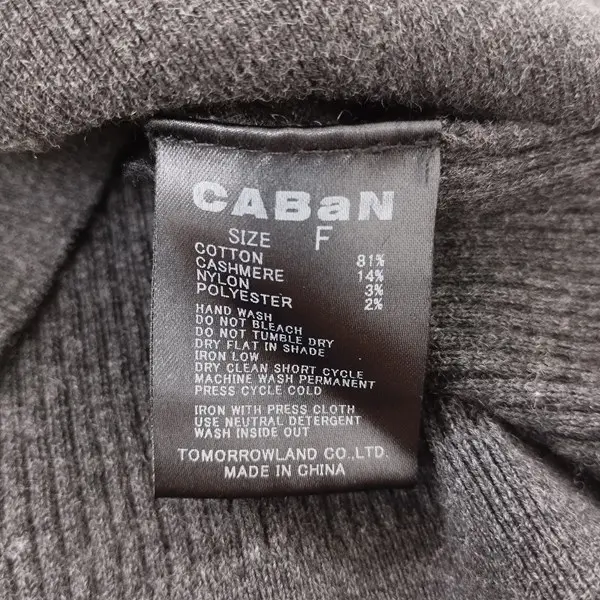 CABaN
SIZE F
COTTON 81%
CASHMERE 14%
NYLON 3%
POLYESTER 2%
HAND WASH
DO NOT BLEACH
DO NOT TUMBLE DRY
DRY FLAT IN SHADE
IRON LOW
DRY CLEAN SHORT CYCLE
MACHINE WASH PERMANENT
PRESS CYCLE COLD
IRON WITH PRESS CLOTH
USE NEUTRAL DETERGENT
WASH INSIDE OUT
TOMORROWLAND CO.,LTD.
MADE IN CHINA